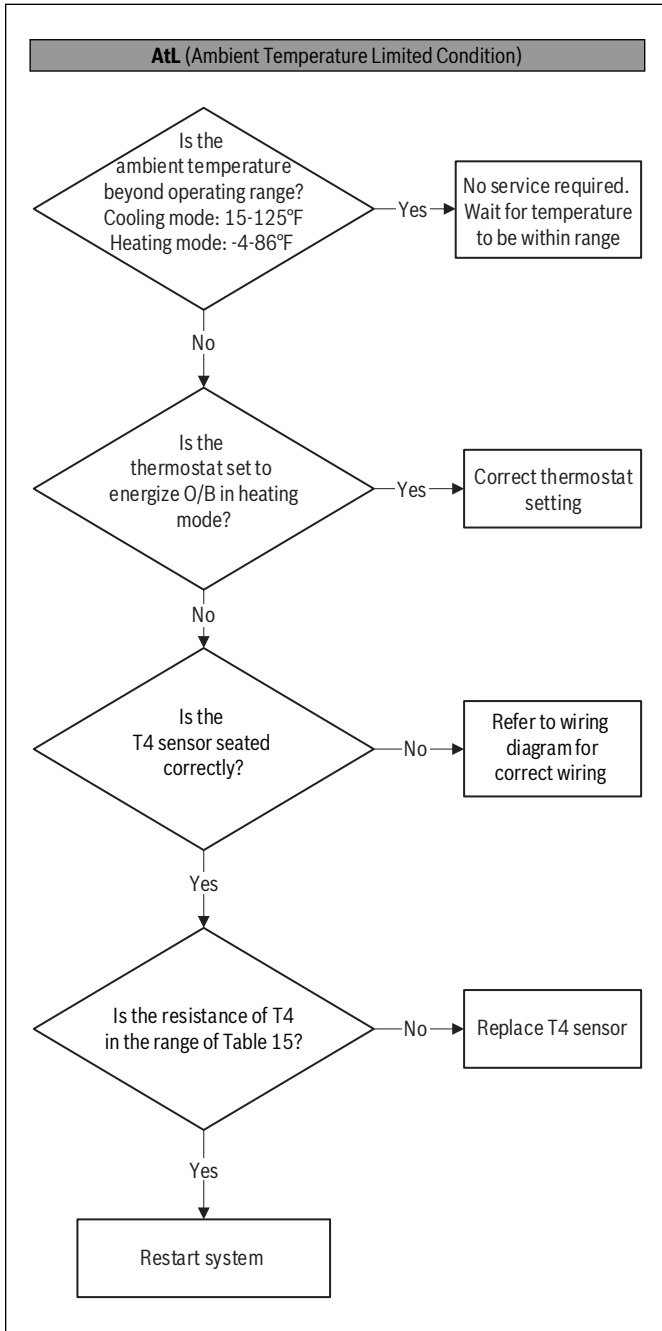 AtL (Ambient Temperature Limited Condition)
Is the
ambient temperature
beyond operating range?
Cooling mode: 15-125°F
Heating mode: -4-86°F
Yes
No service required.
Wait for temperature
to be within range
No
Is the
thermostat set to
energize O/B in heating
mode?
Yes
Correct thermostat
setting
No
Is the
T4 sensor seated
correctly?
No
Refer to wiring
diagram for
correct wiring
Yes
Is the resistance of T4
in the range of Table 15?
No
Replace T4 sensor
Yes
Restart system